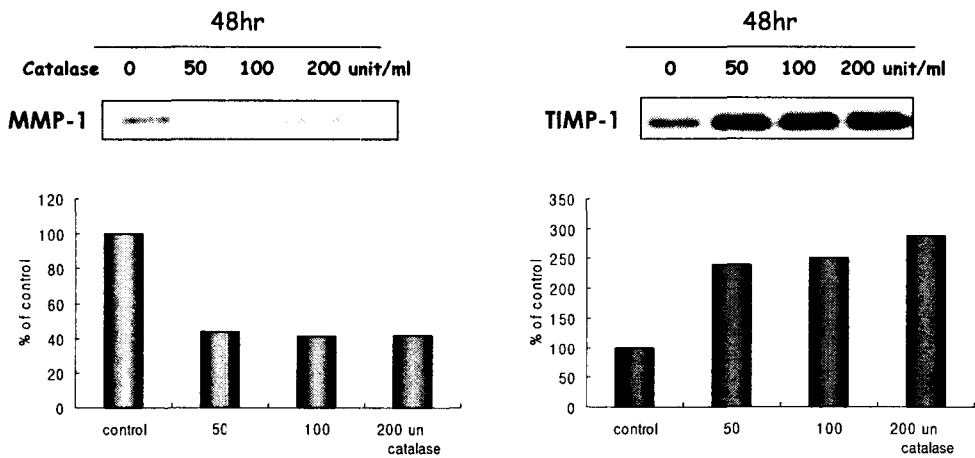 48hr
Catalase 0 50 100 200 unit/ml
MMP-1
120
100
80
60
40
20
0
% of control
control 50 100 200 un
catalase
48hr
0 50 100 200 unit/ml
TIMP-1
350
300
250
200
150
100
50
0
% of control
control 50 100 200 un
catalase